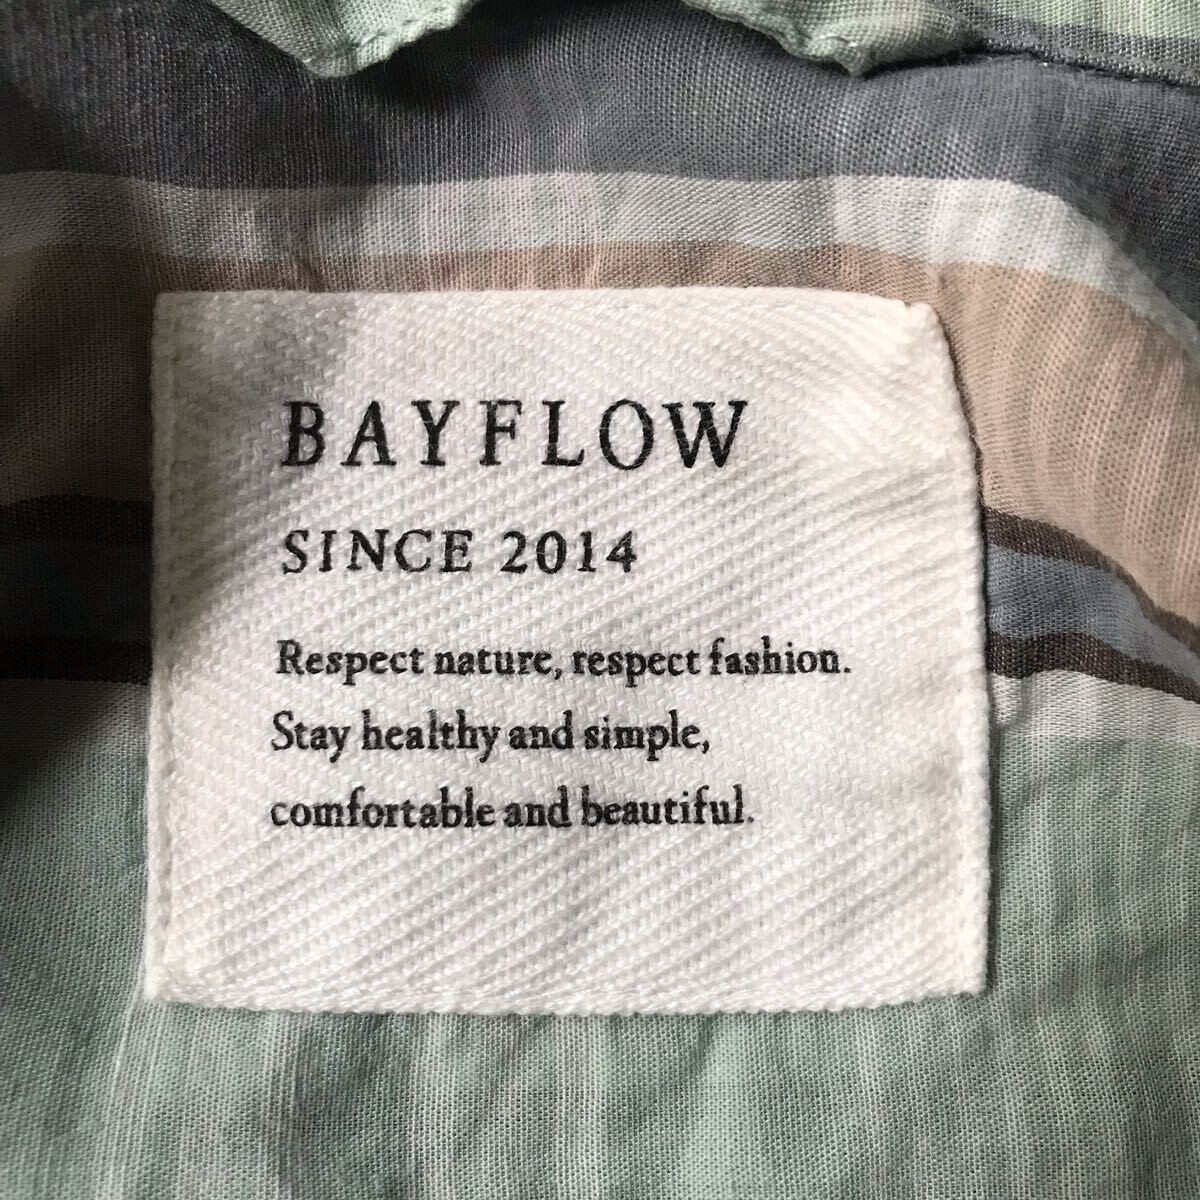 BAYFLOW
SINCE 2014
Respect nature, respect fashion.
Stay healthy and simple,
comfortable and beautiful.